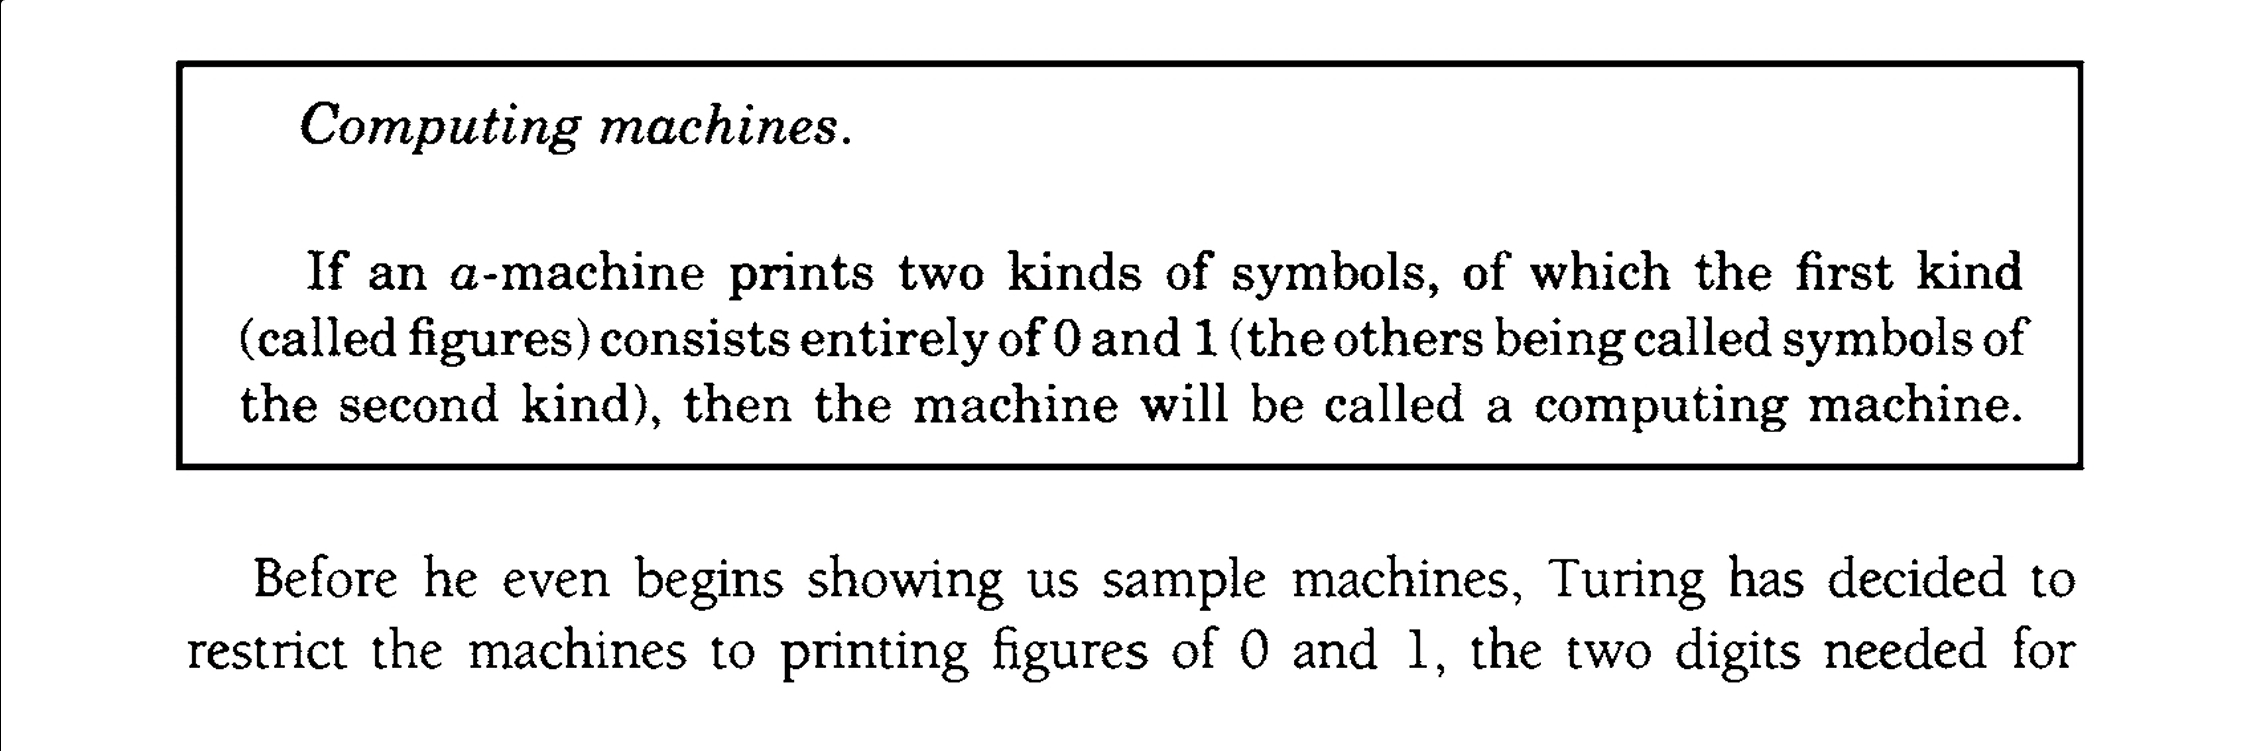 Computing machines.
If an a-machine prints two kinds of symbols, of which the first kind
(called figures) consists entirely of 0 and 1 (the others being called symbols of
the second kind), then the machine will be called a computing machine.
Before he even begins showing us sample machines, Turing has decided to
restrict the machines to printing figures of 0 and 1, the two digits needed for